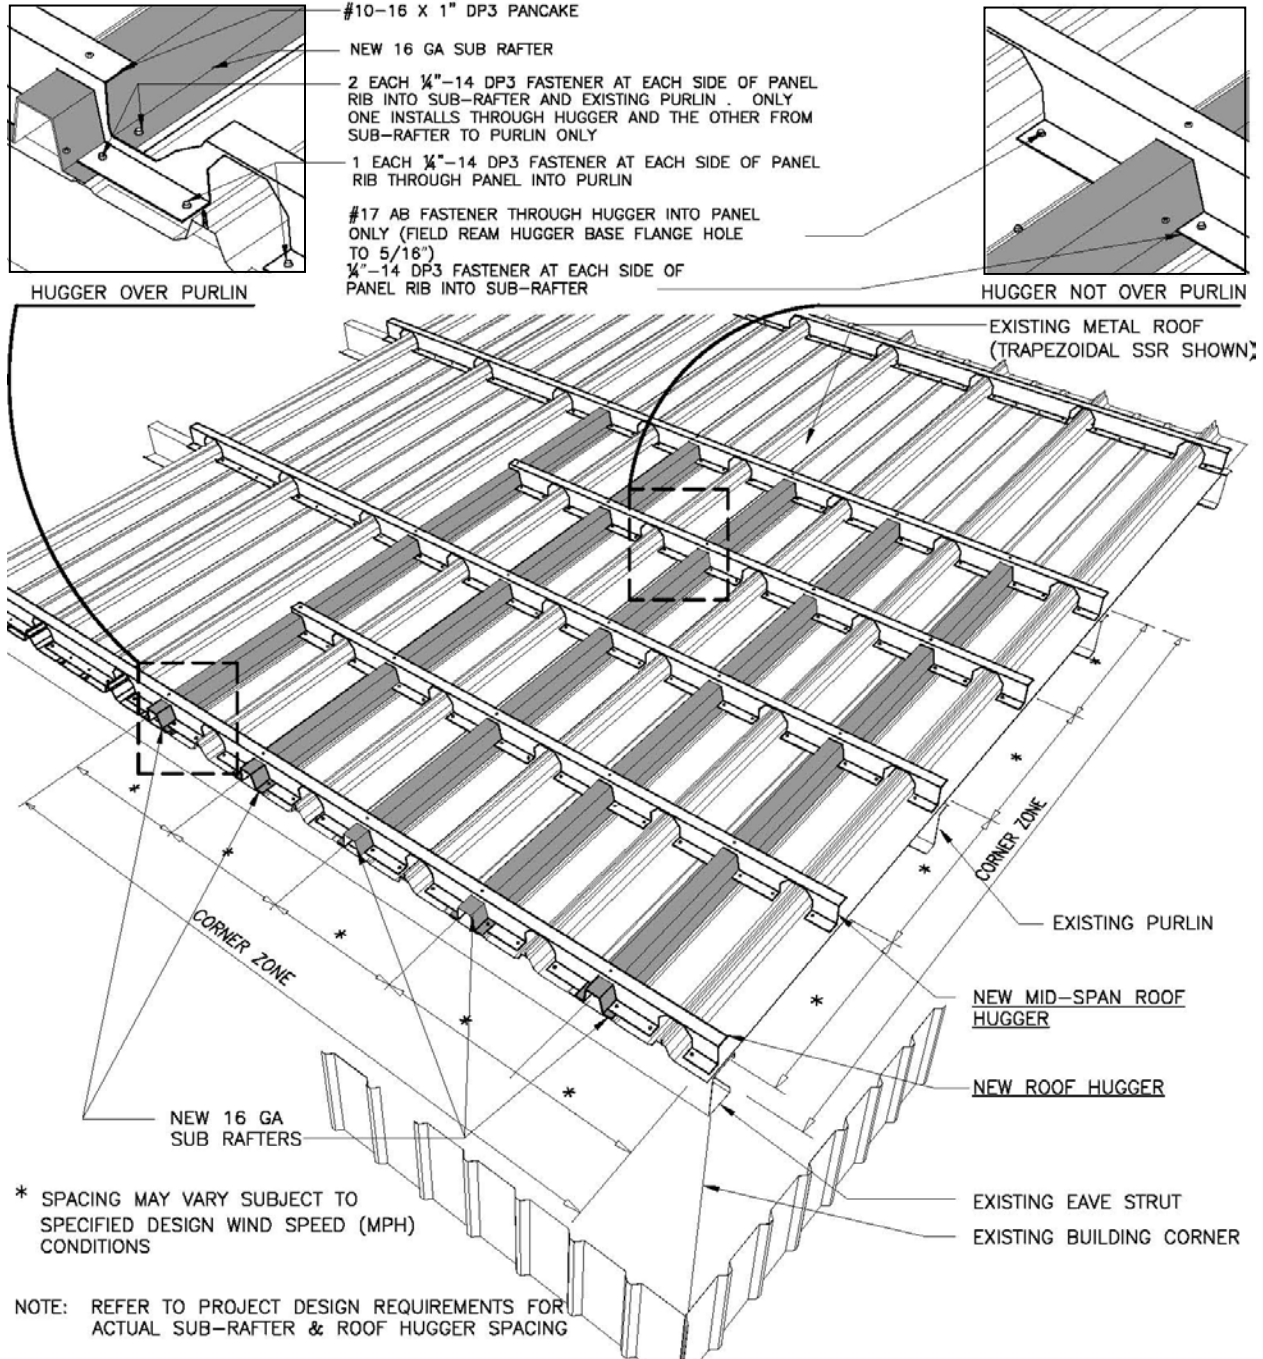 #10-16 X 1" DP3 PANCAKE
NEW 16 GA SUB RAFTER
2 EACH ¼"-14 DP3 FASTENER AT EACH SIDE OF PANEL
RIB INTO SUB-RAFTER AND EXISTING PURLIN . ONLY
ONE INSTALLS THROUGH HUGGER AND THE OTHER FROM
SUB-RAFTER TO PURLIN ONLY
1 EACH ¼"-14 DP3 FASTENER AT EACH SIDE OF PANEL
RIB THROUGH PANEL INTO PURLIN
#17 AB FASTENER THROUGH HUGGER INTO PANEL
ONLY (FIELD REAM HUGGER BASE FLANGE HOLE
TO 5/16")
¼"-14 DP3 FASTENER AT EACH SIDE OF
PANEL RIB INTO SUB-RAFTER
HUGGER OVER PURLIN
HUGGER NOT OVER PURLIN
EXISTING METAL ROOF
(TRAPEZOIDAL SSR SHOWN)
*
*
*
*
*
*
*
*
*
CORNER ZONE
CORNER ZONE
EXISTING PURLIN
NEW MID-SPAN ROOF
HUGGER
NEW ROOF HUGGER
NEW 16 GA
SUB RAFTERS
EXISTING EAVE STRUT
EXISTING BUILDING CORNER
* SPACING MAY VARY SUBJECT TO
SPECIFIED DESIGN WIND SPEED (MPH)
CONDITIONS
NOTE: REFER TO PROJECT DESIGN REQUIREMENTS FOR
ACTUAL SUB-RAFTER & ROOF HUGGER SPACING